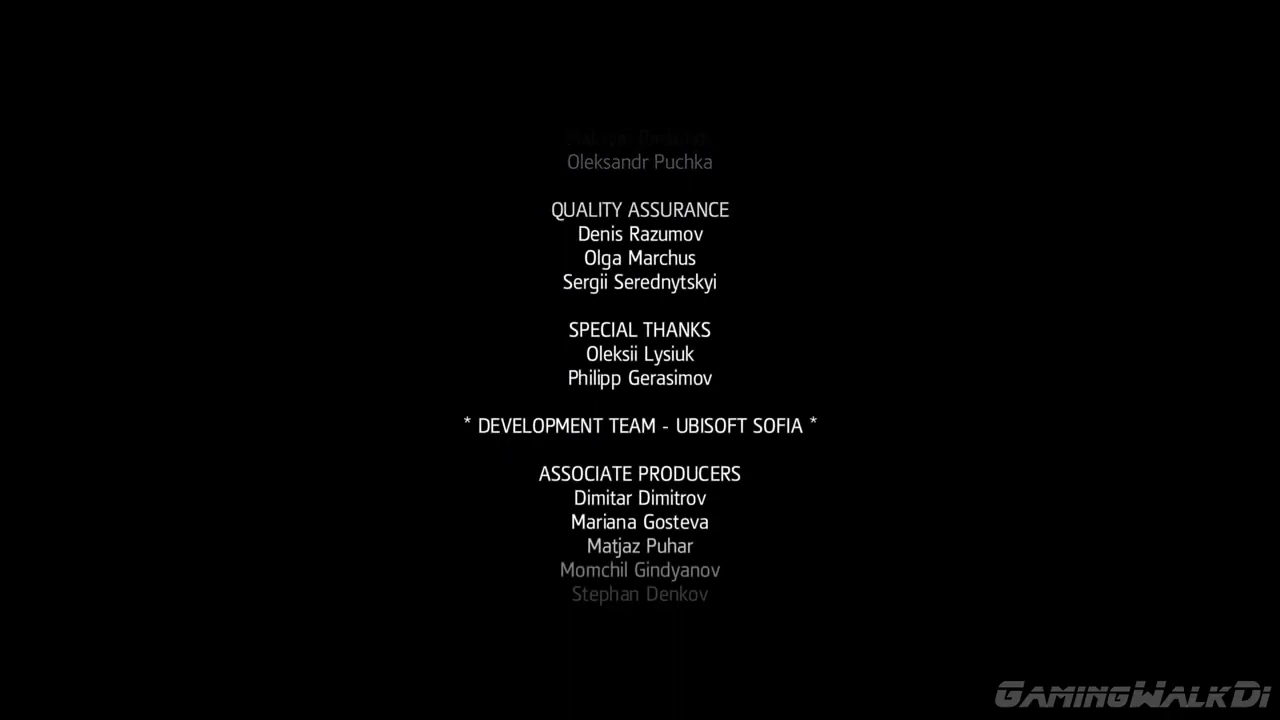 Oleksandr Puchka
QUALITY ASSURANCE
Denis Razumov
Olga Marchus
Sergii Serednytskyi
SPECIAL THANKS
Oleksii Lysiuk
Philipp Gerasimov
* DEVELOPMENT TEAM - UBISOFT SOFIA *
ASSOCIATE PRODUCERS
Dimitar Dimitrov
Mariana Gosteva
Matjaz Puhar
Momchil Gindyanov
Stephan Denkov
GAMINGWALKDI